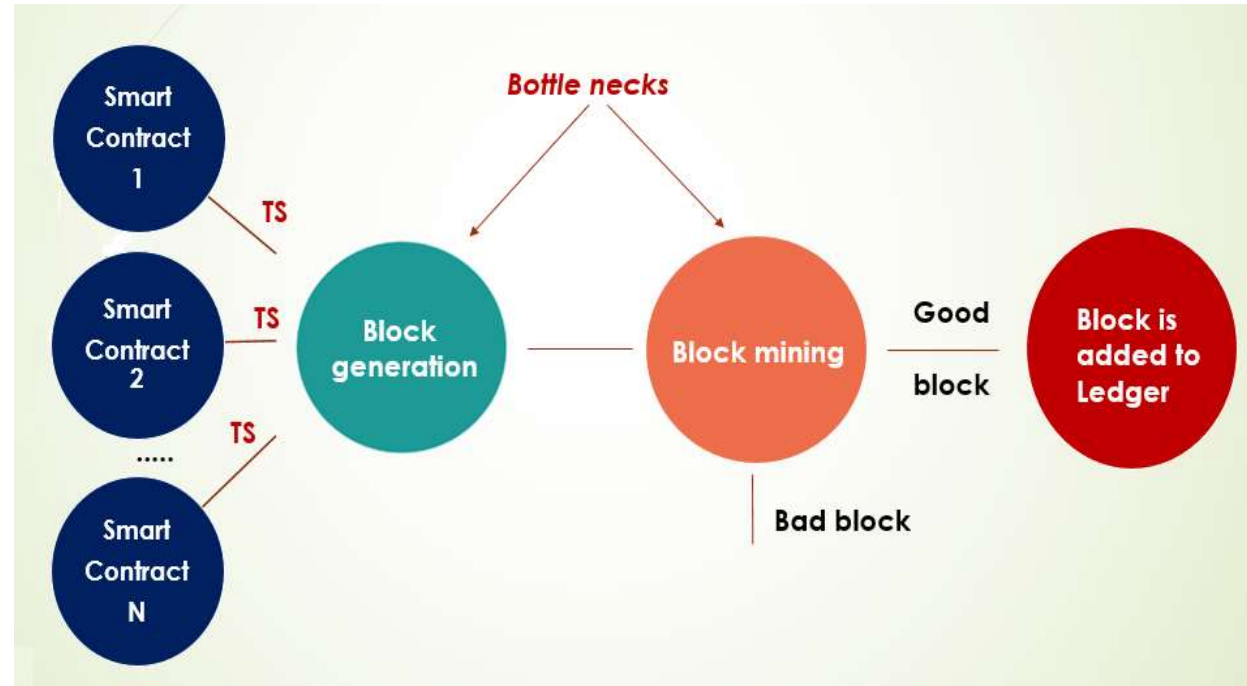 Smart
Contract
1
TS
Smart
Contract
2
TS
.....
TS
Smart
Contract
N
Bottle necks
Block
generation
Block mining
Good
block
Bad block
Block is
added to
Ledger